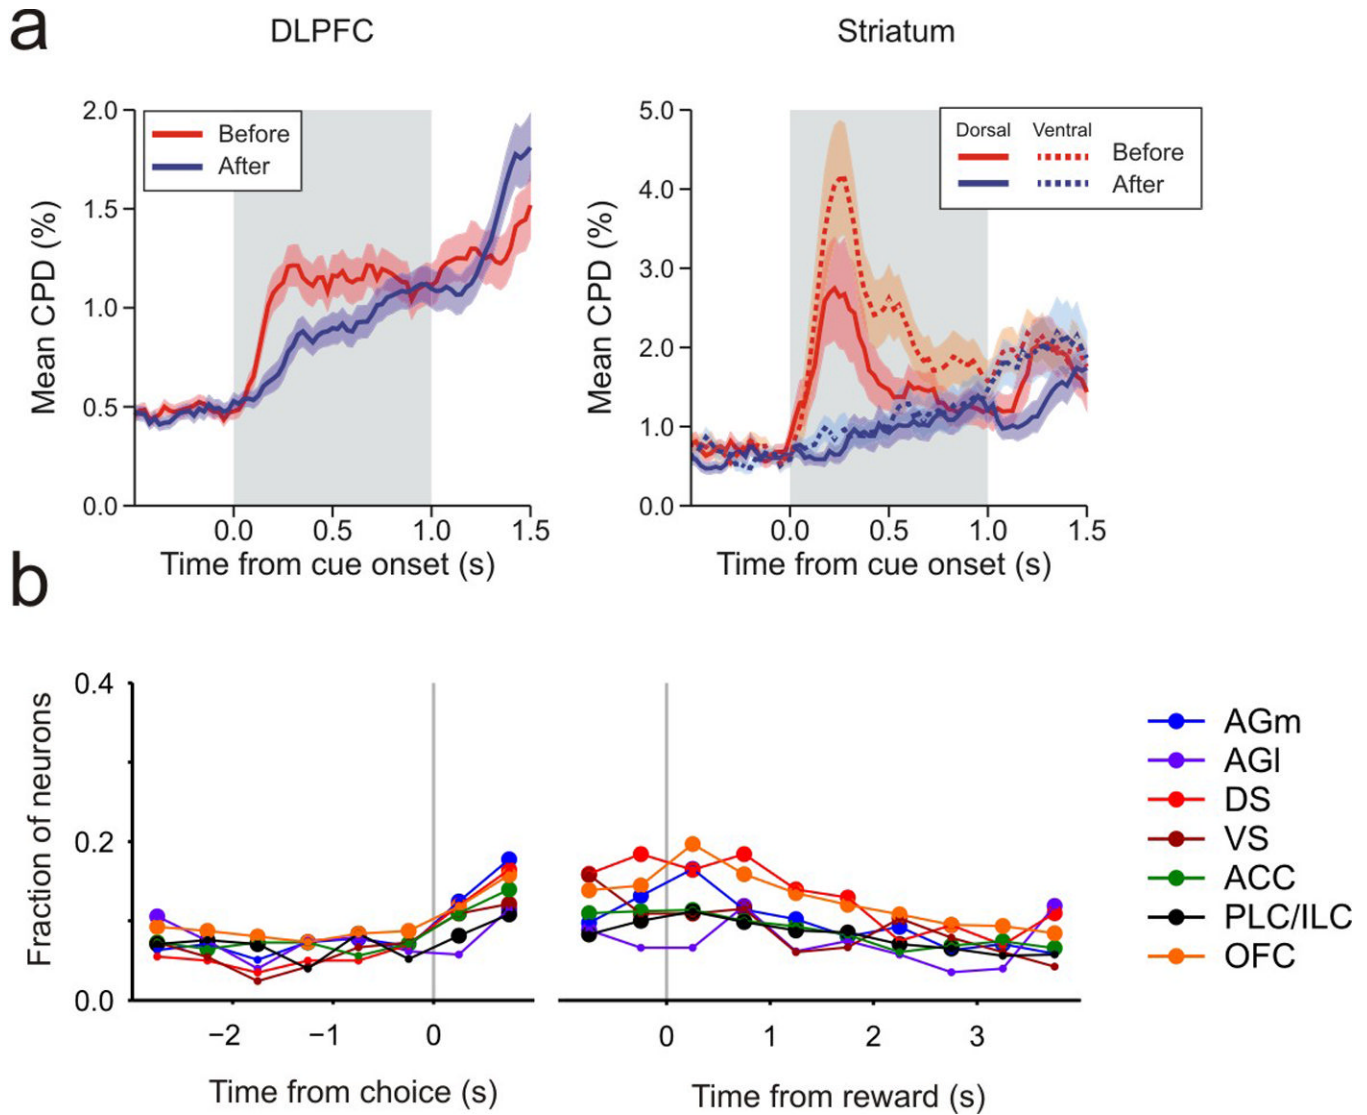 a
DLPFC
Striatum
2.0
1.5
1.0
0.5
0.0
Mean CPD (%)
Before
After
0.0
0.5
1.0
1.5
Time from cue onset (s)
5.0
4.0
3.0
2.0
1.0
0.0
Mean CPD (%)
Dorsal Ventral
Before
After
0.0
0.5
1.0
1.5
Time from cue onset (s)
b
0.4
0.2
0.0
Fraction of neurons
−2
−1
0
Time from choice (s)
0
1
2
3
Time from reward (s)
AGm
AGl
DS
VS
ACC
PLC/ILC
OFC